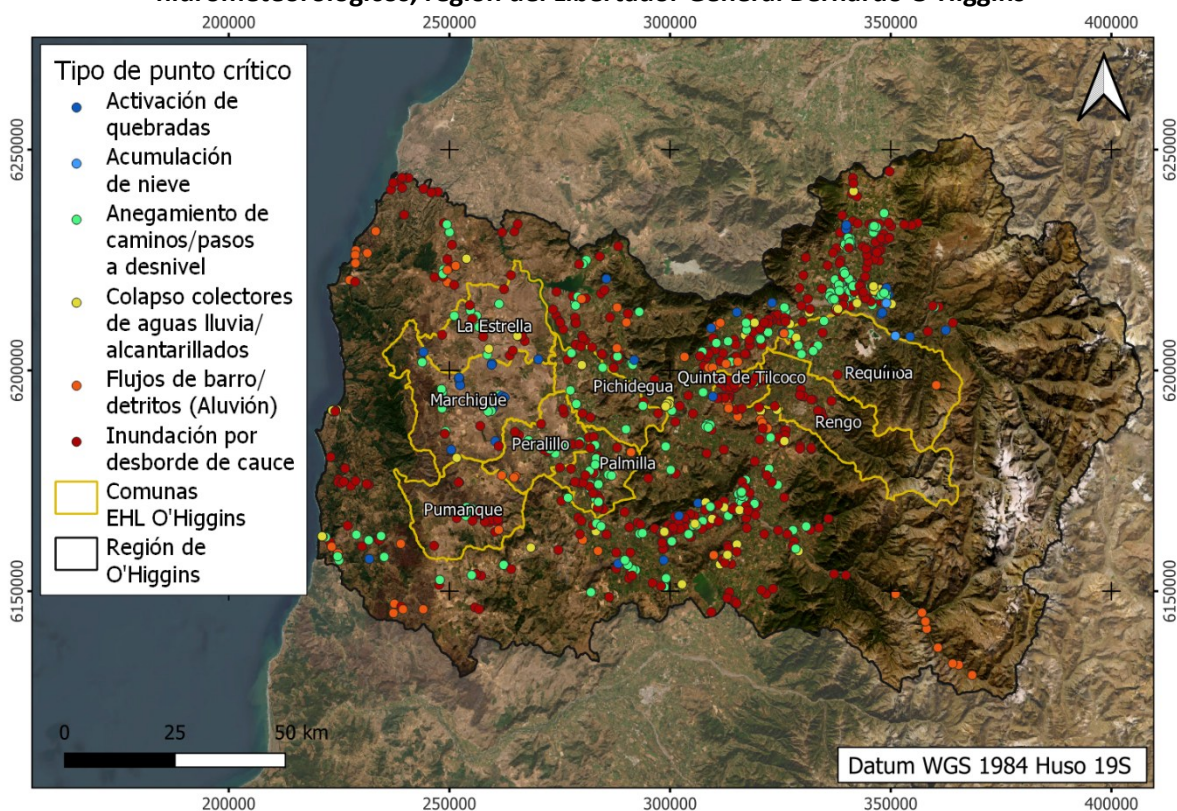 hidrometeorológicos, región del Libertador General Bernardo O'Higgins
200000 250000 300000 350000 400000
Tipo de punto crítico
Activación de
quebradas
Acumulación
de nieve
Anegamiento de
caminos/pasos
a desnivel
Colapso colectores
de aguas lluvia/
alcantarillados
Flujos de barro/
detritos (Aluvión)
Inundación por
desborde de cauce
Comunas
EHL O'Higgins
Región de
O'Higgins
6250000
6200000
6150000
6250000
6200000
6150000
La Estrella
Marchigüe
Pichidegua
Quinta de Tilcoco
Requínoa
Rengo
Peralillo
Palmilla
Pumanque
0 25 50 km
Datum WGS 1984 Huso 19S
200000 250000 300000 350000 400000